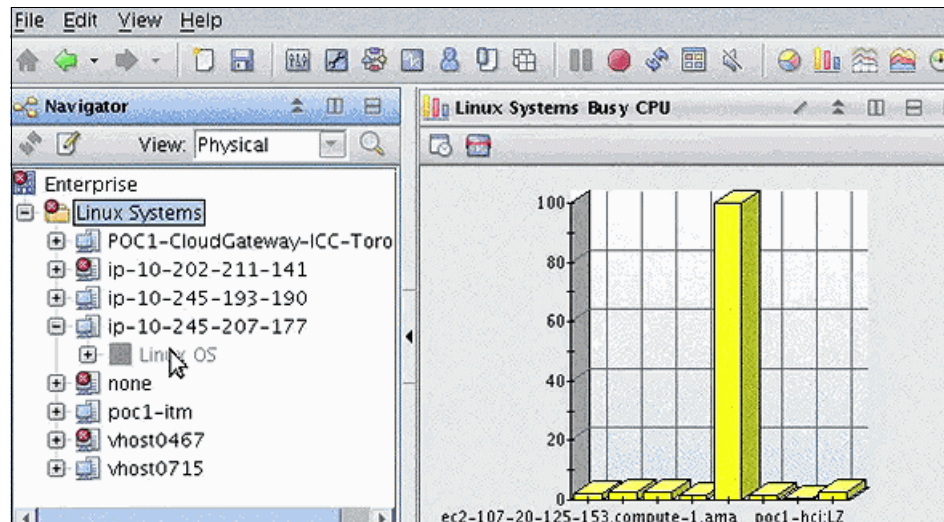 File Edit View Help
Navigator
View: Physical
Enterprise
Linux Systems
POC1-CloudGateway-ICC-Toro
ip-10-202-211-141
ip-10-245-193-190
ip-10-245-207-177
Linux OS
none
poc1-itm
vhost0467
vhost0715
Linux Systems Busy CPU
100
80
60
40
20
0
ec2-107-20-125-153.compute-1.ama poc1-hci:LZ